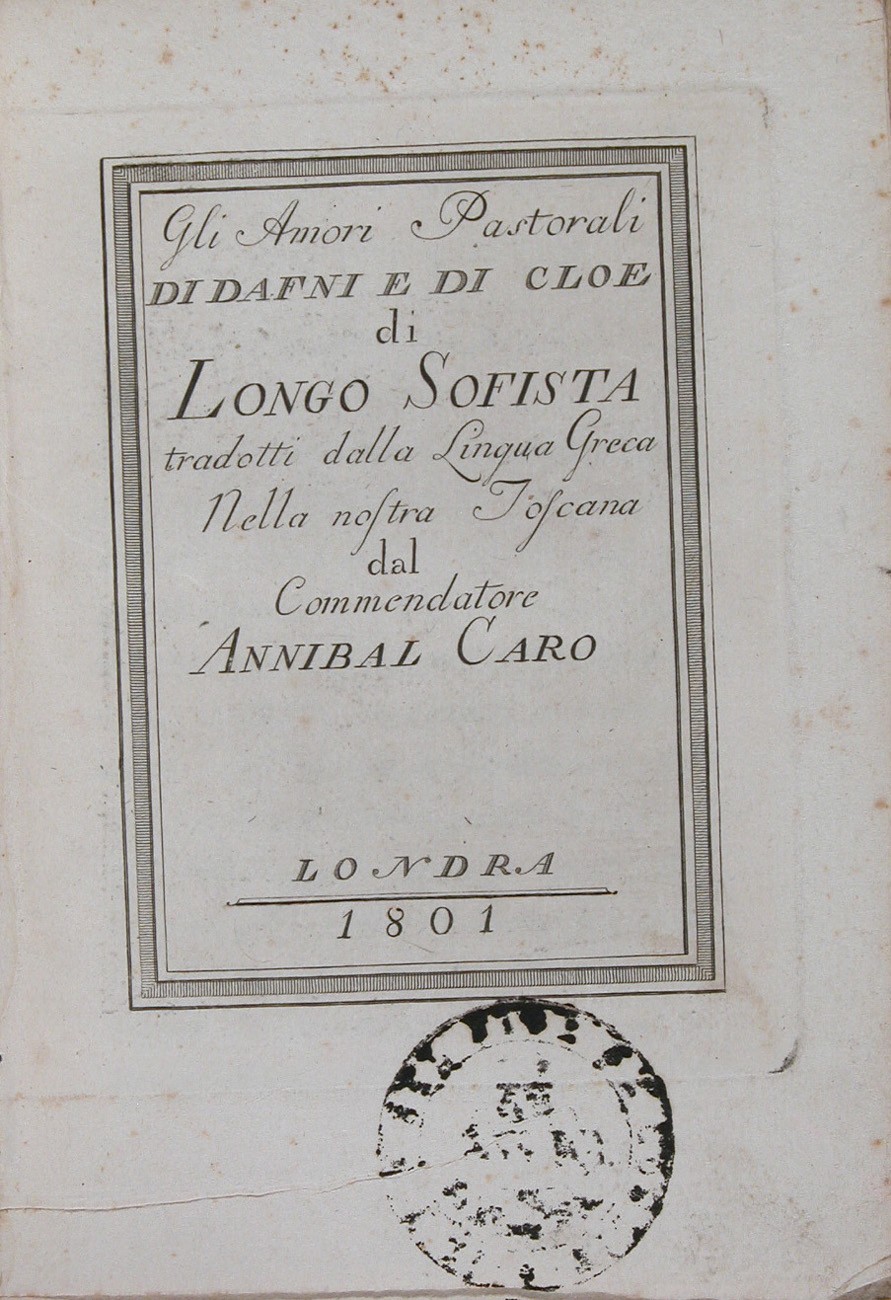 Gli Amori Pastorali
DI DAFNI E DI CLOE
di
LONGO SOFISTA
tradotti dalla Lingua Greca
Nella noſtra Toſcana
dal
Commendatore
ANNIBAL CARO
LONDRA
1801